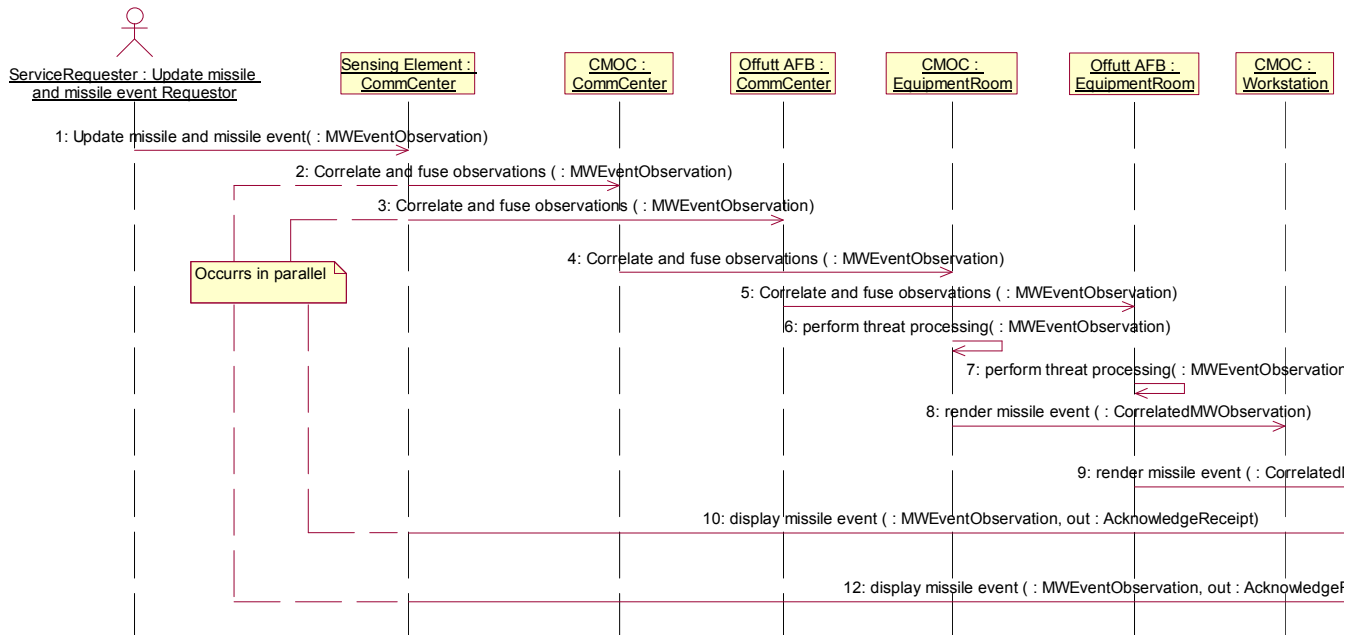 ServiceRequester : Update missile
and missile event Requestor
Sensing Element :
CommCenter
CMOC :
CommCenter
Offutt AFB :
CommCenter
CMOC :
EquipmentRoom
Offutt AFB :
EquipmentRoom
CMOC :
Workstation
1: Update missile and missile event( : MWEventObservation)
2: Correlate and fuse observations ( : MWEventObservation)
3: Correlate and fuse observations ( : MWEventObservation)
Occurrs in parallel
4: Correlate and fuse observations ( : MWEventObservation)
5: Correlate and fuse observations ( : MWEventObservation)
6: perform threat processing( : MWEventObservation)
7: perform threat processing( : MWEventObservation
8: render missile event ( : CorrelatedMWObservation)
9: render missile event ( : Correlated
10: display missile event ( : MWEventObservation, out : AcknowledgeReceipt)
12: display missile event ( : MWEventObservation, out : Acknowledge